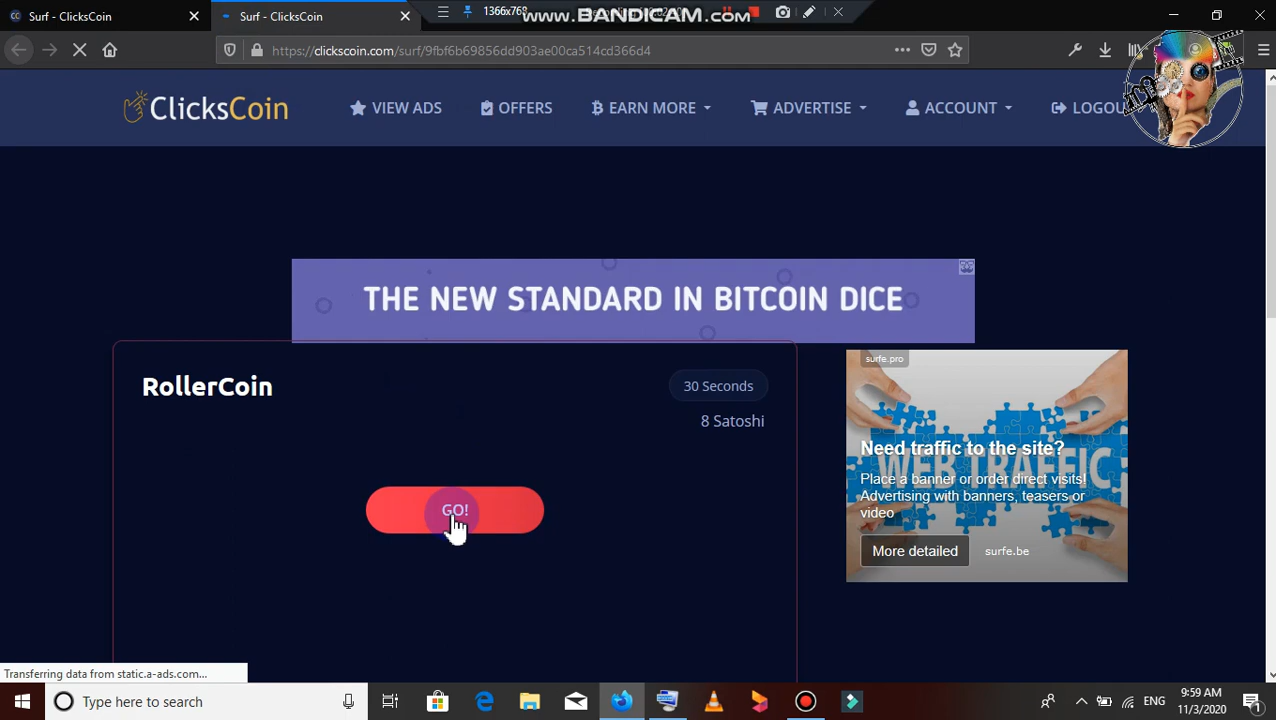 Surf - ClicksCoin
Surf - ClicksCoin
1366x768
www.BANDICAM.com
https://clickscoin.com/surf/9fbf6b69856dd903ae00ca514cd366d4
ClicksCoin
VIEW ADS
OFFERS
EARN MORE
ADVERTISE
ACCOUNT
LOGOU
THE NEW STANDARD IN BITCOIN DICE
RollerCoin
30 Seconds
8 Satoshi
GO!
surfe.pro
WEB TRAFFIC
Need traffic to the site?
Place a banner or order direct visits!
Advertising with banners, teasers or
video
More detailed
surfe.be
Transferring data from static.a-ads.com...
Type here to search
ENG
9:59 AM
11/3/2020